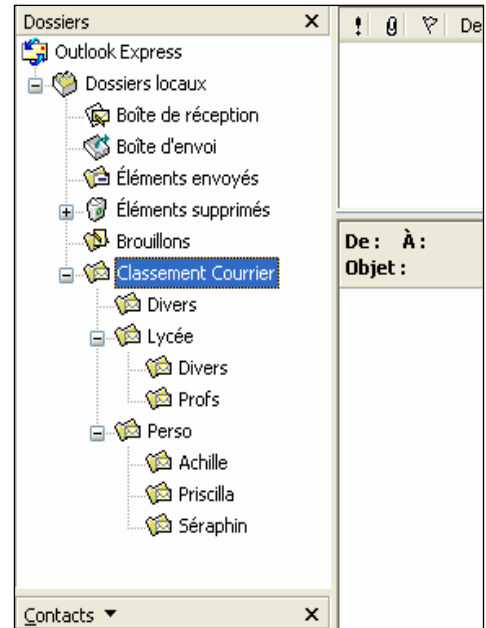 Dossiers
Outlook Express
Dossiers locaux
Boîte de réception
Boîte d'envoi
Éléments envoyés
Éléments supprimés
Brouillons
Classement Courrier
Divers
Lycée
Divers
Profs
Perso
Achille
Priscilla
Séraphin
Contacts
! De
De : À :
Objet :